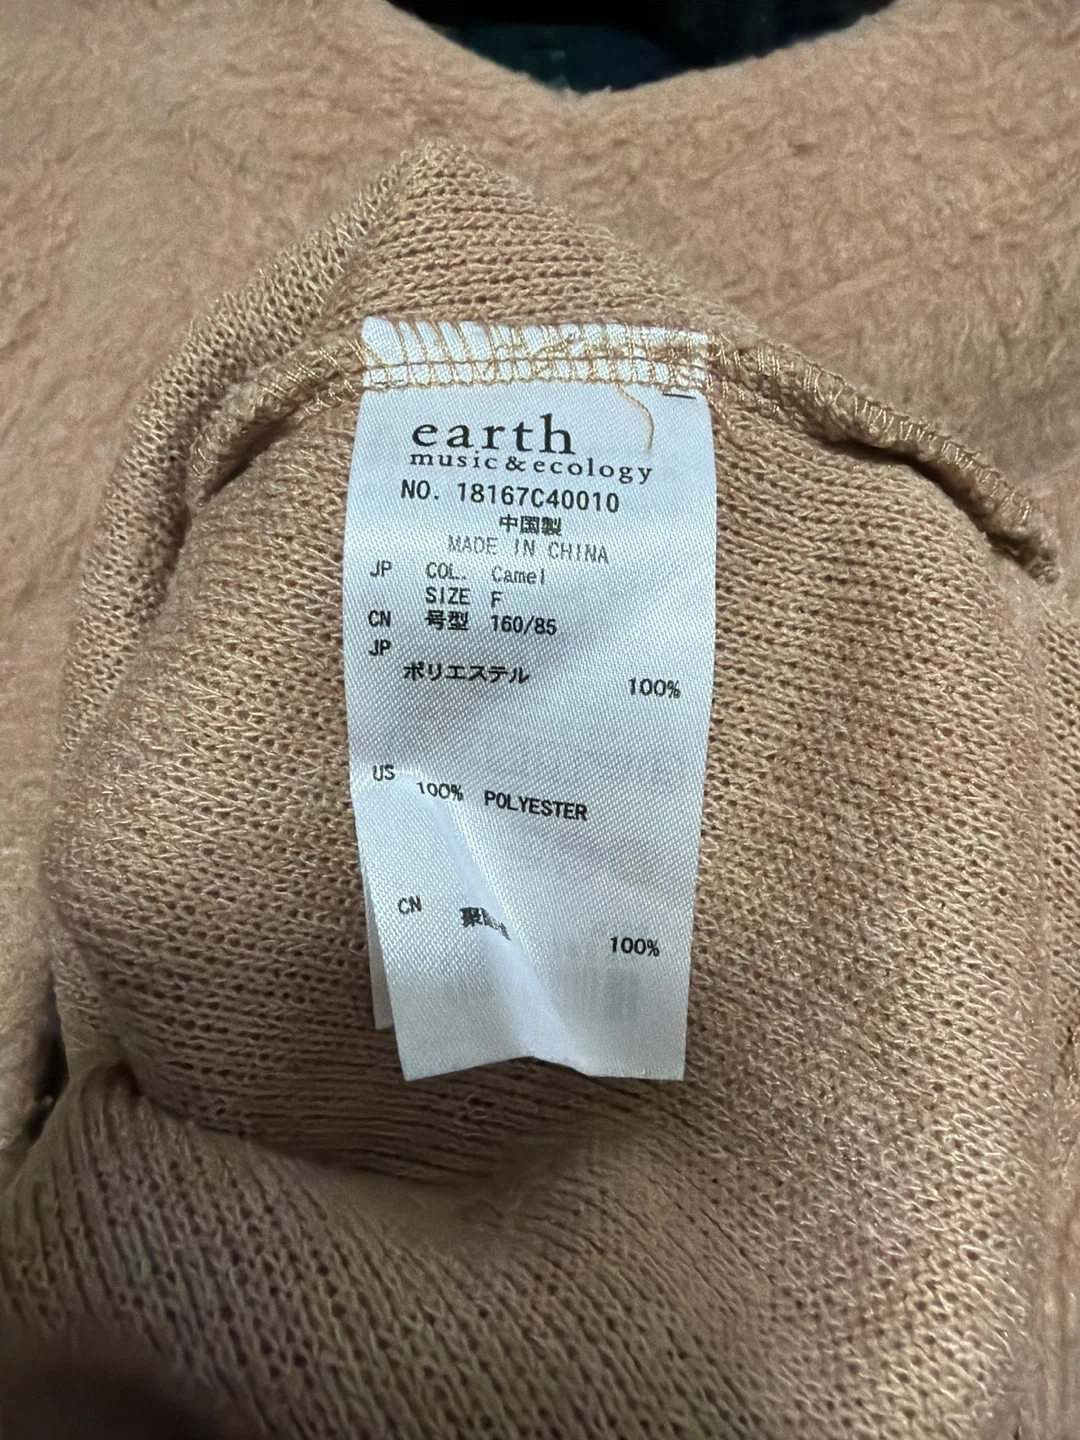 earth
music&ecology
NO. 18167C40010
中国製
MADE IN CHINA
JP COL. Camel
SIZE F
CN 号型 160/85
JP
ポリエステル 100%
US 100% POLYESTER
CN 聚 100%